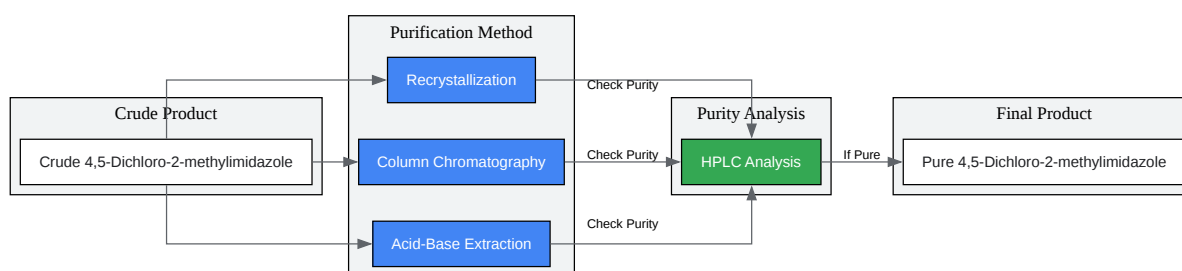 Purification Method
Recrystallization
Check Purity
Crude Product
Purity Analysis
Final Product
Crude 4,5-Dichloro-2-methylimidazole
Column Chromatography
Check Purity
HPLC Analysis
If Pure
Pure 4,5-Dichloro-2-methylimidazole
Check Purity
Acid-Base Extraction